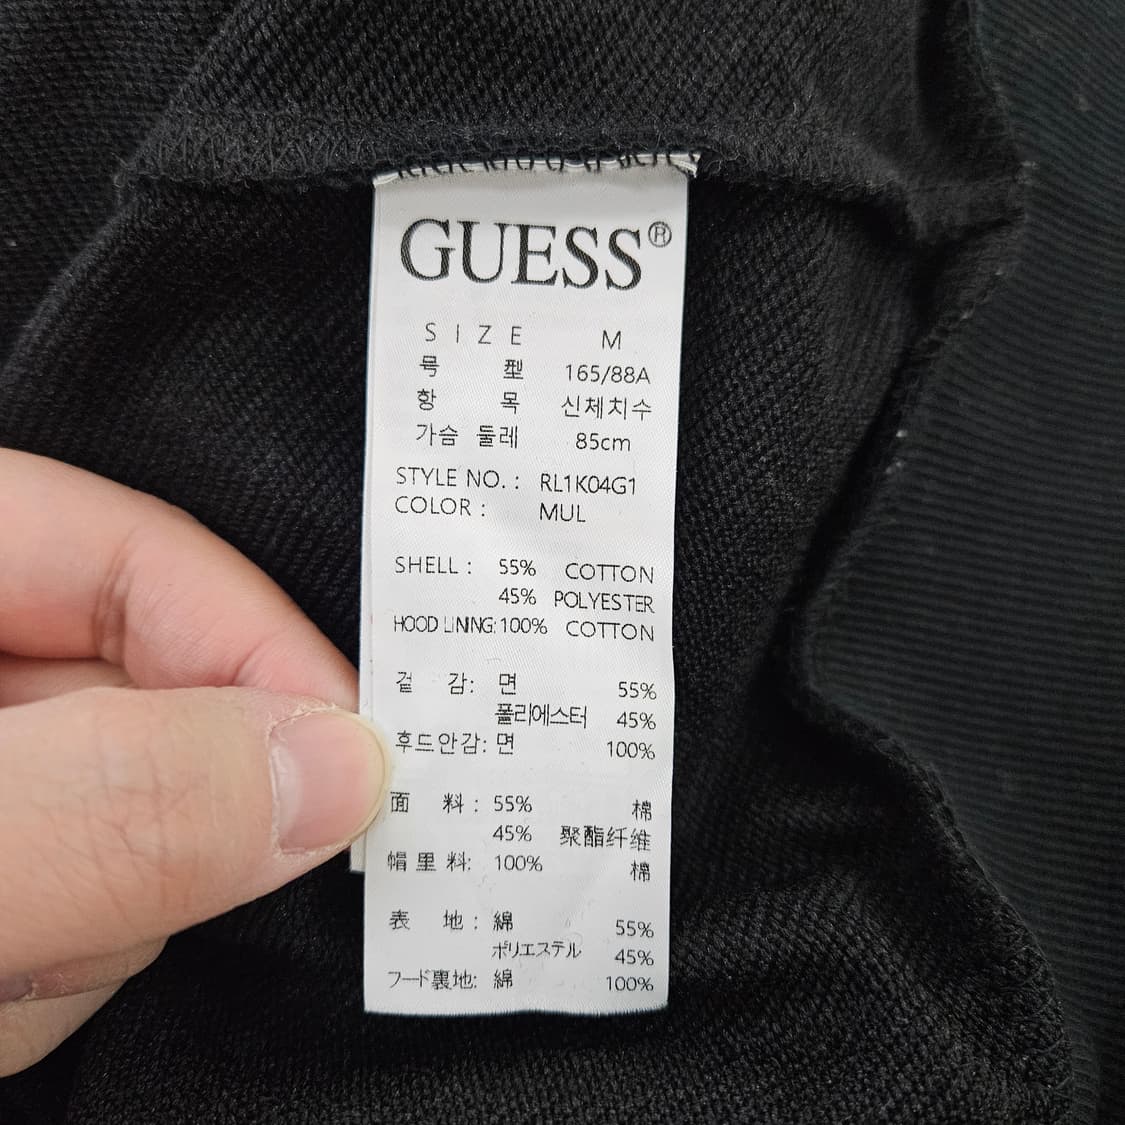 GUESS®
SIZE M
号型 165/88A
항목 신체치수
가슴 둘레 85cm
STYLE NO. : RL1K04G1
COLOR : MUL
SHELL : 55% COTTON
45% POLYESTER
HOOD LINING: 100% COTTON
겉감: 면 55%
폴리에스터 45%
후드안감: 면 100%
面料 : 55% 棉
45% 聚酯纤维
帽里料: 100% 棉
表地 : 綿 55%
ポリエステル 45%
フード裏地: 綿 100%